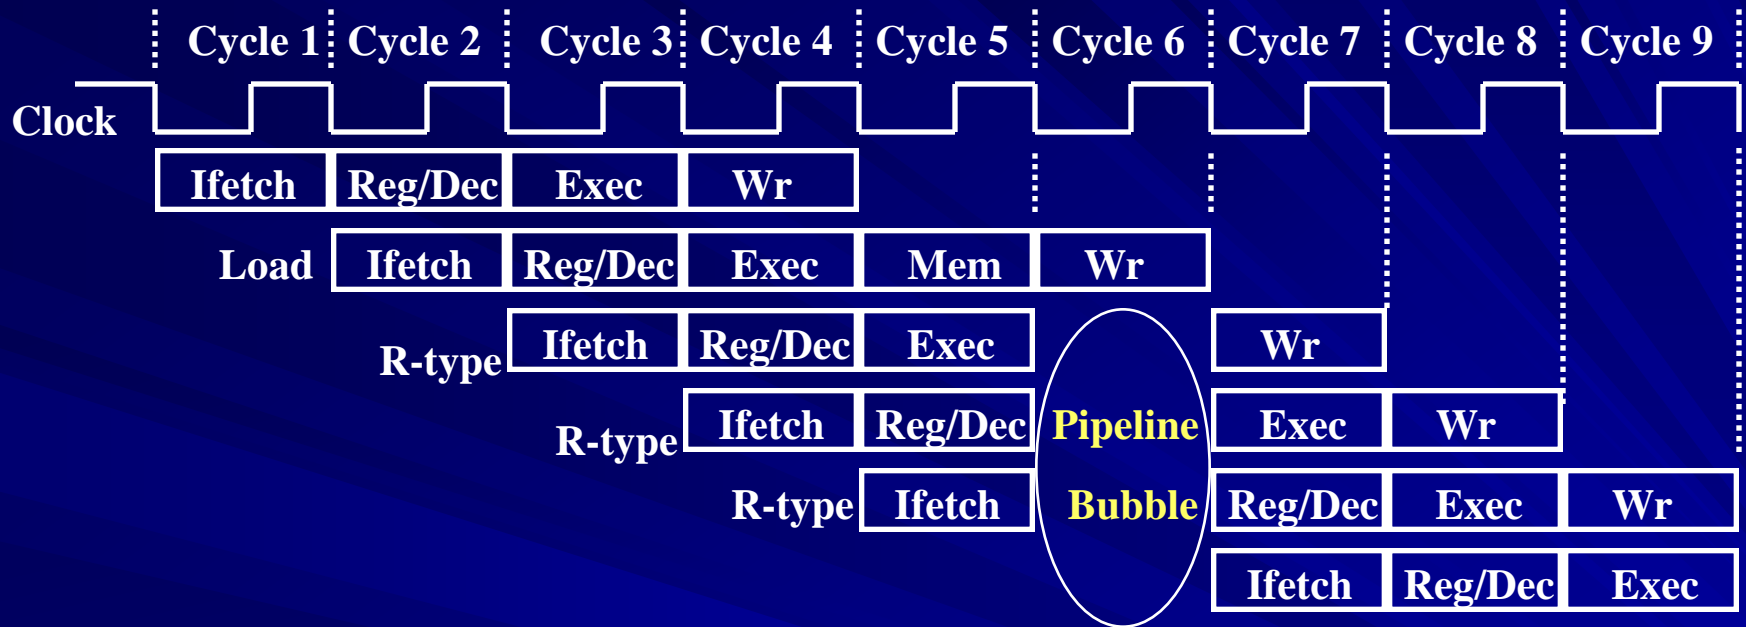 Cycle 1 Cycle 2 Cycle 3 Cycle 4 Cycle 5 Cycle 6 Cycle 7 Cycle 8 Cycle 9
Clock
Ifetch Reg/Dec Exec Wr
Load Ifetch Reg/Dec Exec Mem Wr
R-type Ifetch Reg/Dec Exec Wr
R-type Ifetch Reg/Dec Pipeline Exec Wr
R-type Ifetch Bubble Reg/Dec Exec Wr
Ifetch Reg/Dec Exec